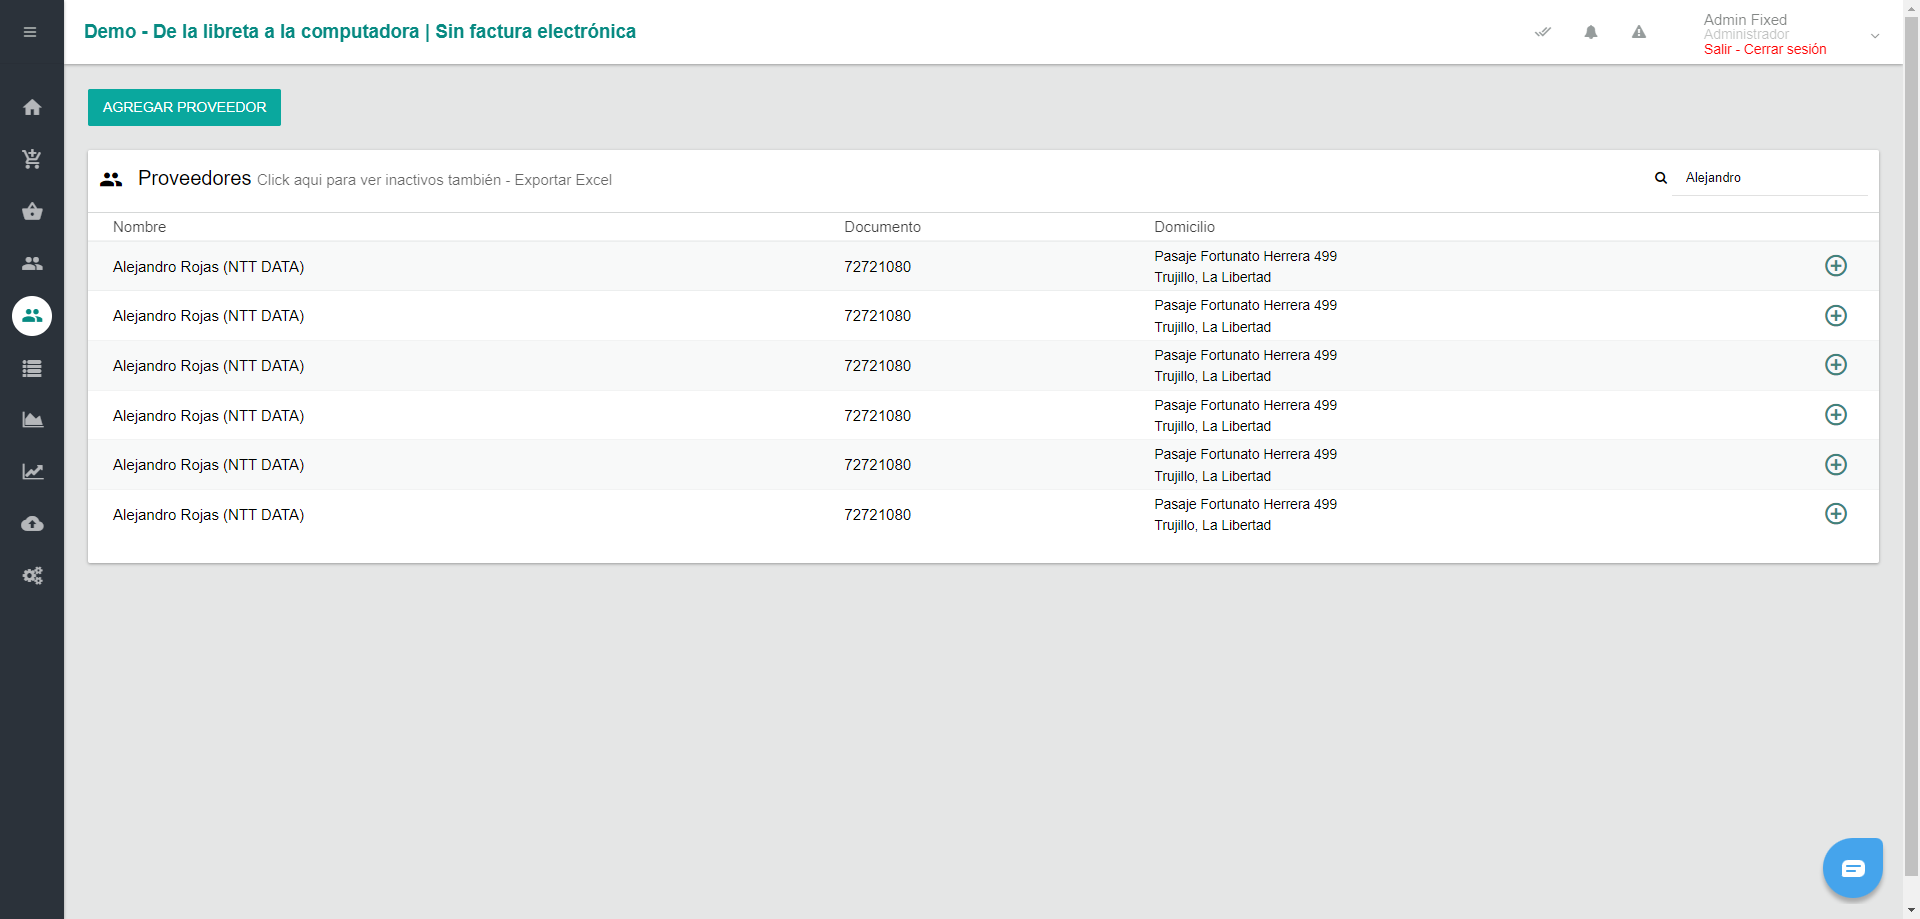 Demo - De la libreta a la computadora | Sin factura electrónica
Admin Fixed
Administrador
Salir - Cerrar sesión
AGREGAR PROVEEDOR
Proveedores Click aqui para ver inactivos también - Exportar Excel
Alejandro
Nombre Documento Domicilio
Alejandro Rojas (NTT DATA) 72721080 Pasaje Fortunato Herrera 499
Trujillo, La Libertad
Alejandro Rojas (NTT DATA) 72721080 Pasaje Fortunato Herrera 499
Trujillo, La Libertad
Alejandro Rojas (NTT DATA) 72721080 Pasaje Fortunato Herrera 499
Trujillo, La Libertad
Alejandro Rojas (NTT DATA) 72721080 Pasaje Fortunato Herrera 499
Trujillo, La Libertad
Alejandro Rojas (NTT DATA) 72721080 Pasaje Fortunato Herrera 499
Trujillo, La Libertad
Alejandro Rojas (NTT DATA) 72721080 Pasaje Fortunato Herrera 499
Trujillo, La Libertad